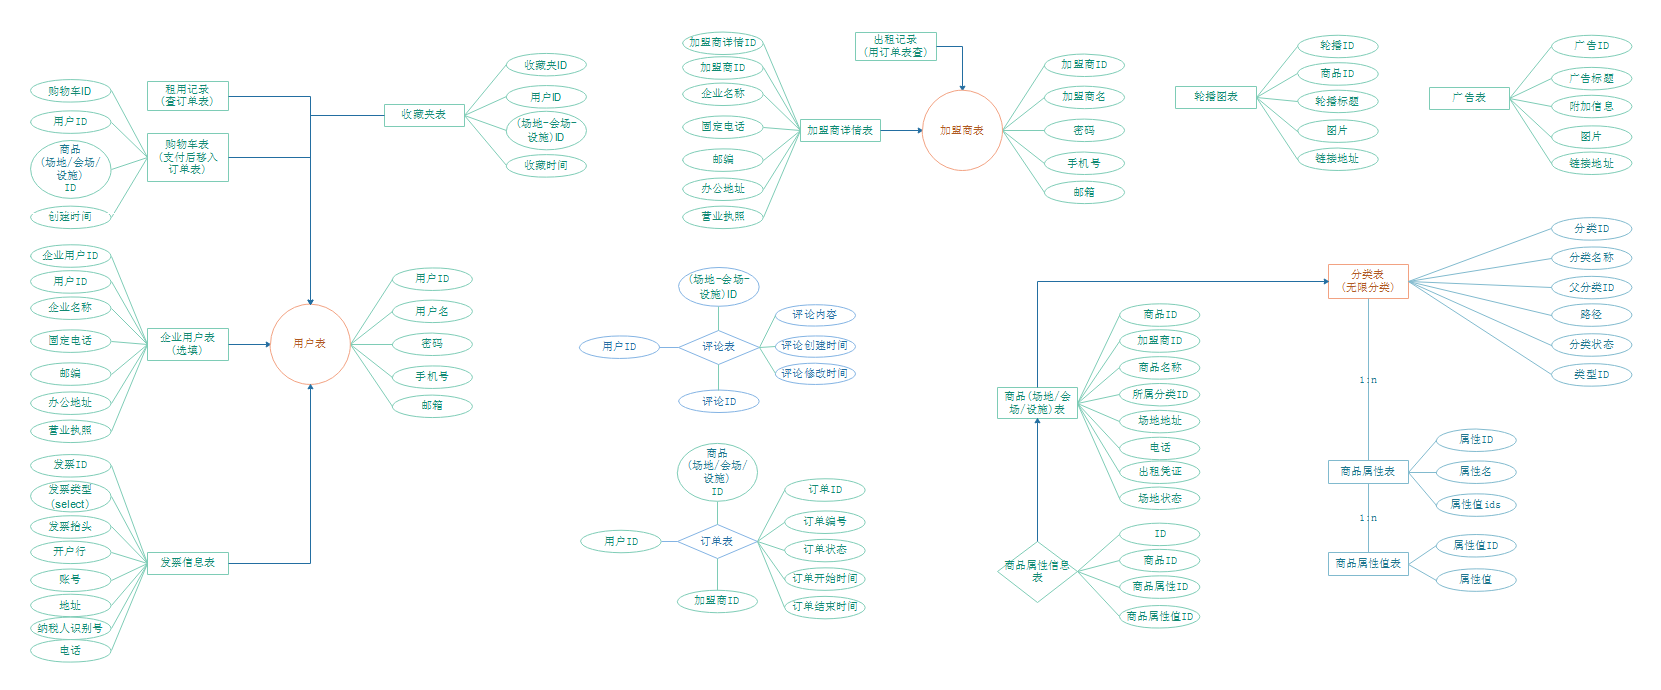 购物车ID
用户ID
商品
(场地/会场/
设施)
ID
创建时间
租用记录
(查订单表)
购物车表
(支付后移入
订单表)
收藏夹表
收藏夹ID
用户ID
(场地-会场-
设施)ID
收藏时间
企业用户ID
用户ID
企业名称
固定电话
邮编
办公地址
营业执照
企业用户表
(选填)
用户表
用户ID
用户名
密码
手机号
邮箱
发票ID
发票类型
(select)
发票抬头
开户行
账号
地址
纳税人识别号
电话
发票信息表
加盟商详情ID
加盟商ID
企业名称
固定电话
邮编
办公地址
营业执照
加盟商详情表
出租记录
(用订单表查)
加盟商表
加盟商ID
加盟商名
密码
手机号
邮箱
轮播图表
轮播ID
商品ID
轮播标题
图片
链接地址
广告表
广告ID
广告标题
附加信息
图片
链接地址
(场地-会场-
设施)ID
用户ID
评论表
评论内容
评论创建时间
评论修改时间
评论ID
商品
(场地/会场/
设施)
ID
用户ID
订单表
订单ID
订单编号
订单状态
订单开始时间
订单结束时间
加盟商ID
商品(场地/会
场/设施)表
商品ID
加盟商ID
商品名称
所属分类ID
场地地址
电话
出租凭证
场地状态
商品属性信息
表
ID
商品ID
商品属性ID
商品属性值ID
分类表
(无限分类)
分类ID
分类名称
父分类ID
路径
分类状态
类型ID
1:n
商品属性表
属性ID
属性名
属性值ids
1:n
商品属性值表
属性值ID
属性值